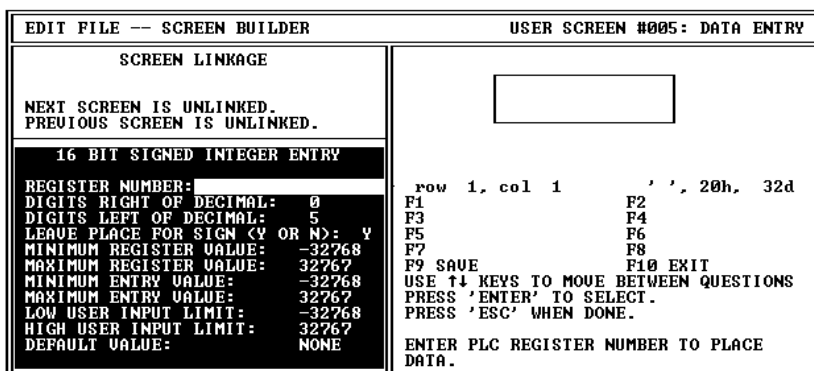 EDIT FILE -- SCREEN BUILDER
USER SCREEN #005: DATA ENTRY
SCREEN LINKAGE
NEXT SCREEN IS UNLINKED.
PREVIOUS SCREEN IS UNLINKED.
16 BIT SIGNED INTEGER ENTRY
REGISTER NUMBER:
DIGITS RIGHT OF DECIMAL: 0
DIGITS LEFT OF DECIMAL: 5
LEAVE PLACE FOR SIGN (Y OR N): Y
MINIMUM REGISTER VALUE: -32768
MAXIMUM REGISTER VALUE: 32767
MINIMUM ENTRY VALUE: -32768
MAXIMUM ENTRY VALUE: 32767
LOW USER INPUT LIMIT: -32768
HIGH USER INPUT LIMIT: 32767
DEFAULT VALUE: NONE
row 1, col 1 ' ', 20h, 32d
F1 F2
F3 F4
F5 F6
F7 F8
F9 SAVE F10 EXIT
USE ↑↓ KEYS TO MOVE BETWEEN QUESTIONS
PRESS 'ENTER' TO SELECT.
PRESS 'ESC' WHEN DONE.
ENTER PLC REGISTER NUMBER TO PLACE
DATA.